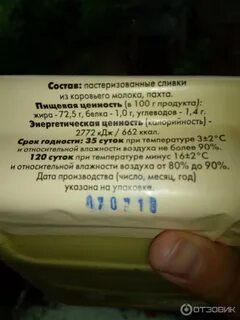 Состав: пастеризованные сливки
из коровьего молока, пахта.
Пищевая ценность (в 100 г продукта):
жира - 72,5 г, белка - 1,0 г, углеводов - 1,4 г.
Энергетическая ценность (калорийность) -
2772 кДж / 662 ккал.
Срок годности: 35 суток при температуре 3±2°С
и относительной влажности воздуха не более 90%.
120 суток при температуре минус 16±2°С
и относительной влажности воздуха от 80% до 90%.
Дата производства (число, месяц, год)
указана на упаковке.
ОТЗОВИК